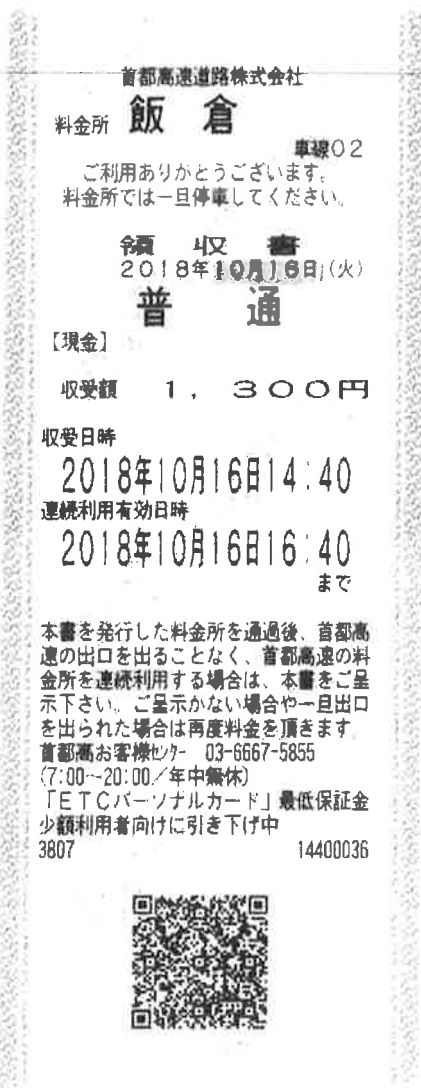 首都高速道路株式会社
料金所 飯倉
車線02
ご利用ありがとうございます。
料金所では一旦停車してください。
領収書
2018年10月16日(火)
普通
【現金】
収受額 1,300円
収受日時
2018年10月16日14:40
連続利用有効日時
2018年10月16日16:40
まで
本書を発行した料金所を通過後、首都高
速の出口を出ることなく、首都高速の料
金所を連続利用する場合は、本書をご呈
示下さい。ご呈示がない場合や一旦出口
を出られた場合は再度料金を頂きます
首都高お客様センター 03-6667-5855
(7:00~20:00/年中無休)
「ETCパーソナルカード」最低保証金
少額利用者向けに引き下げ中
3807 14400036